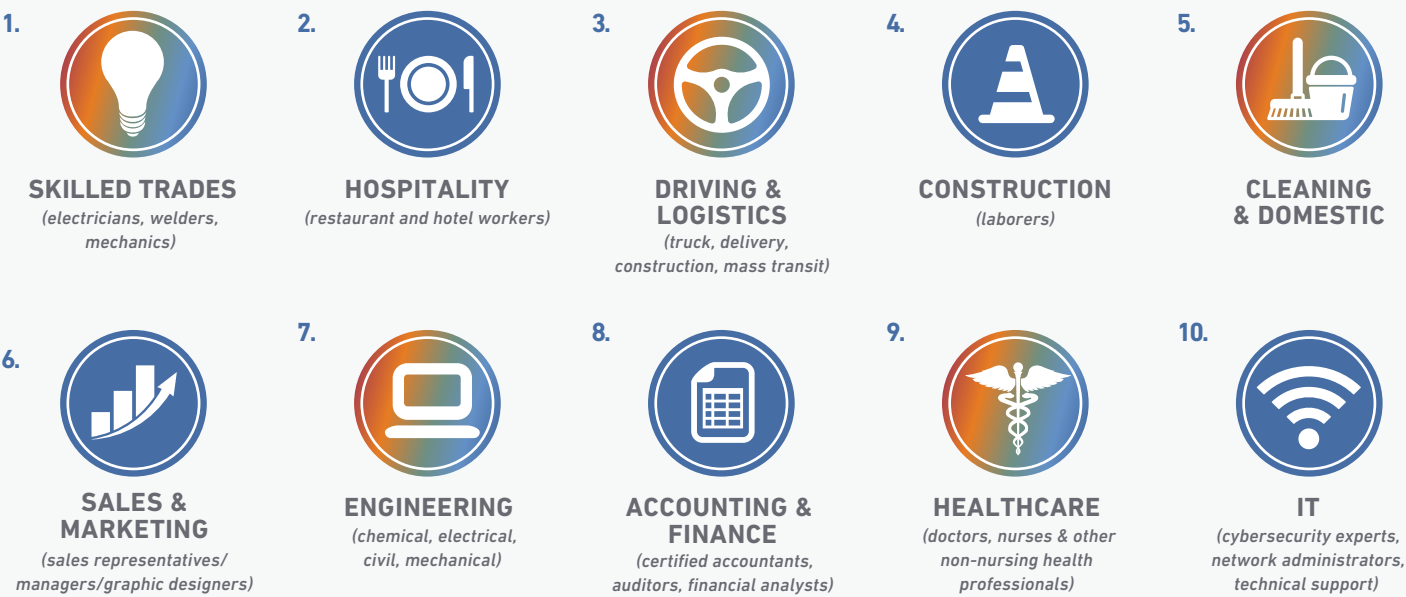 1.
SKILLED TRADES
(electricians, welders,
mechanics)
2.
HOSPITALITY
(restaurant and hotel workers)
3.
DRIVING &
LOGISTICS
(truck, delivery,
construction, mass transit)
4.
CONSTRUCTION
(laborers)
5.
CLEANING
& DOMESTIC
6.
SALES &
MARKETING
(sales representatives/
managers/graphic designers)
7.
ENGINEERING
(chemical, electrical,
civil, mechanical)
8.
ACCOUNTING &
FINANCE
(certified accountants,
auditors, financial analysts)
9.
HEALTHCARE
(doctors, nurses & other
non-nursing health
professionals)
10.
IT
(cybersecurity experts,
network administrators,
technical support)